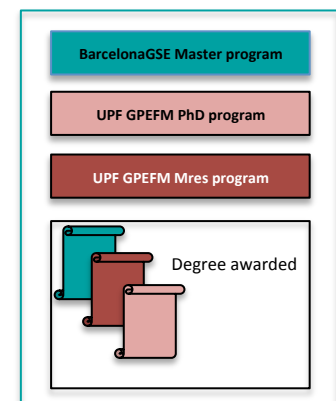 BarcelonaGSE Master program
UPF GPEFM PhD program
UPF GPEFM Mres program
Degree awarded